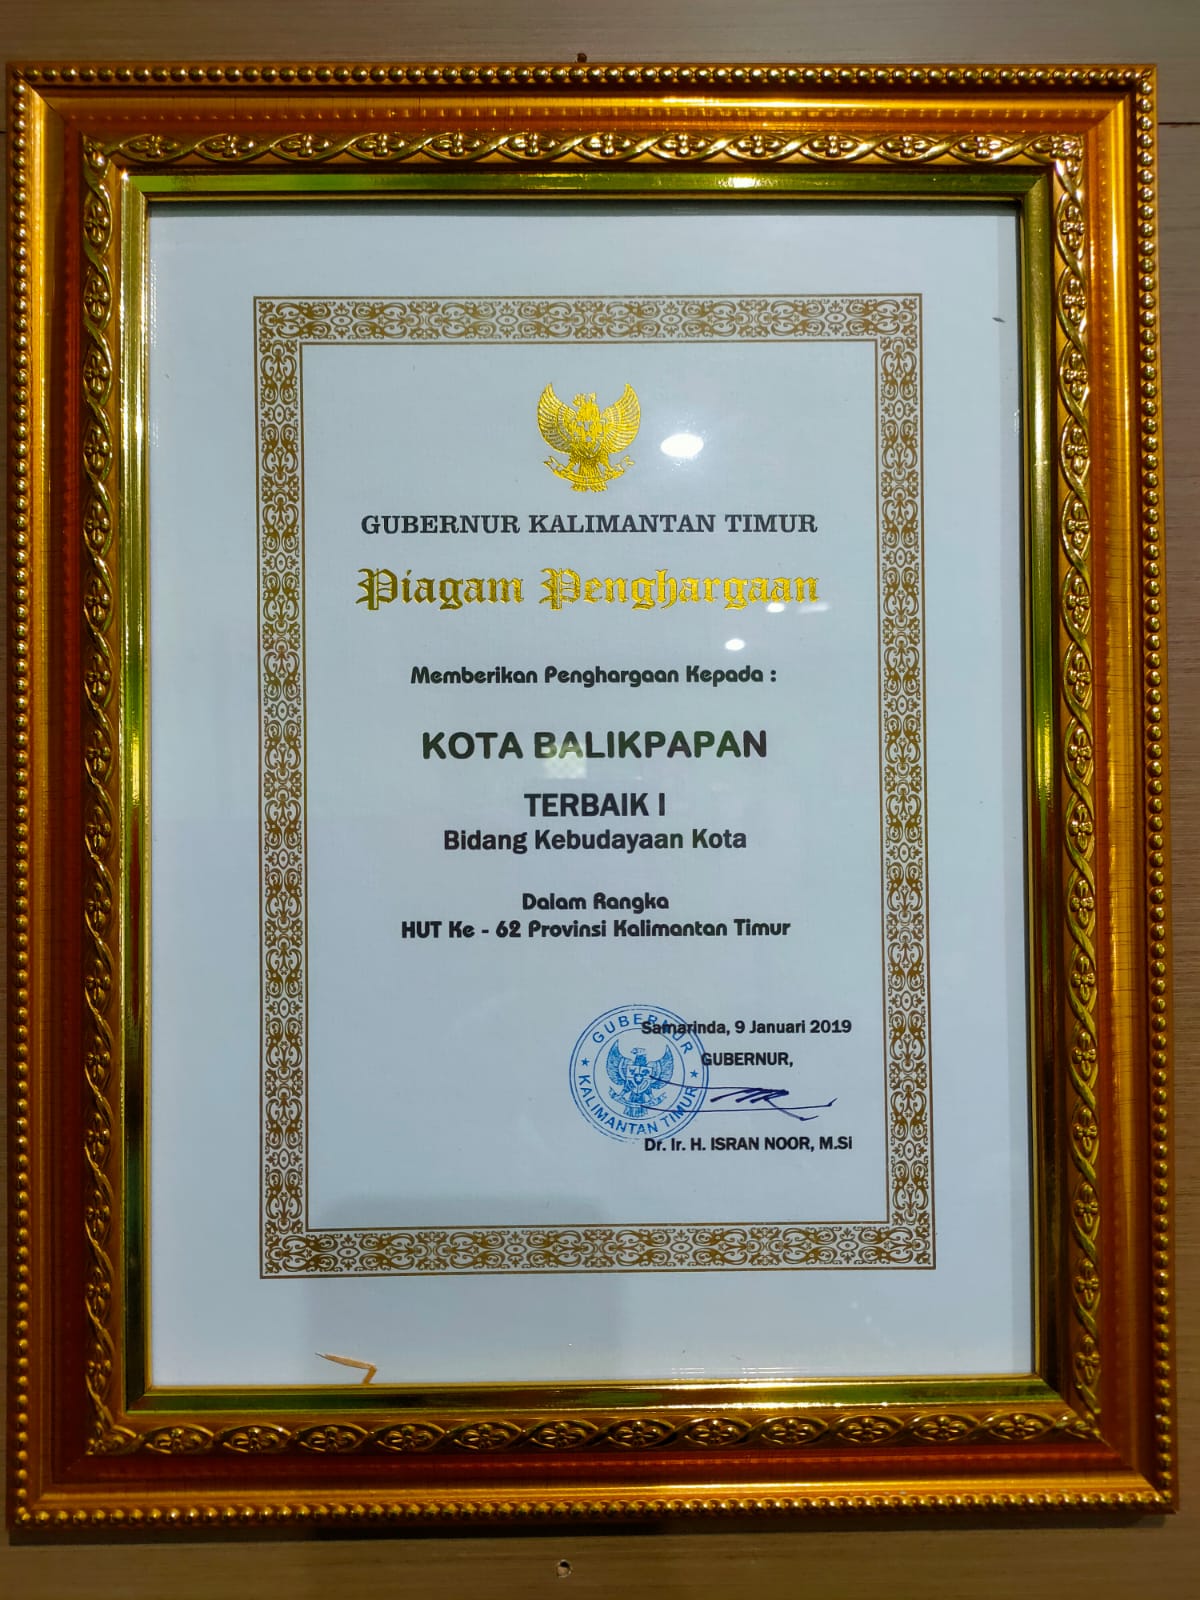 GUBERNUR KALIMANTAN TIMUR
Piagam Penghargaan
Memberikan Penghargaan Kepada :
KOTA BALIKPAPAN
TERBAIK I
Bidang Kebudayaan Kota
Dalam Rangka
HUT Ke - 62 Provinsi Kalimantan Timur
Samarinda, 9 Januari 2019
GUBERNUR,
GUBERNUR
KALIMANTAN TIMUR
Dr. Ir. H. ISRAN NOOR, M.Si